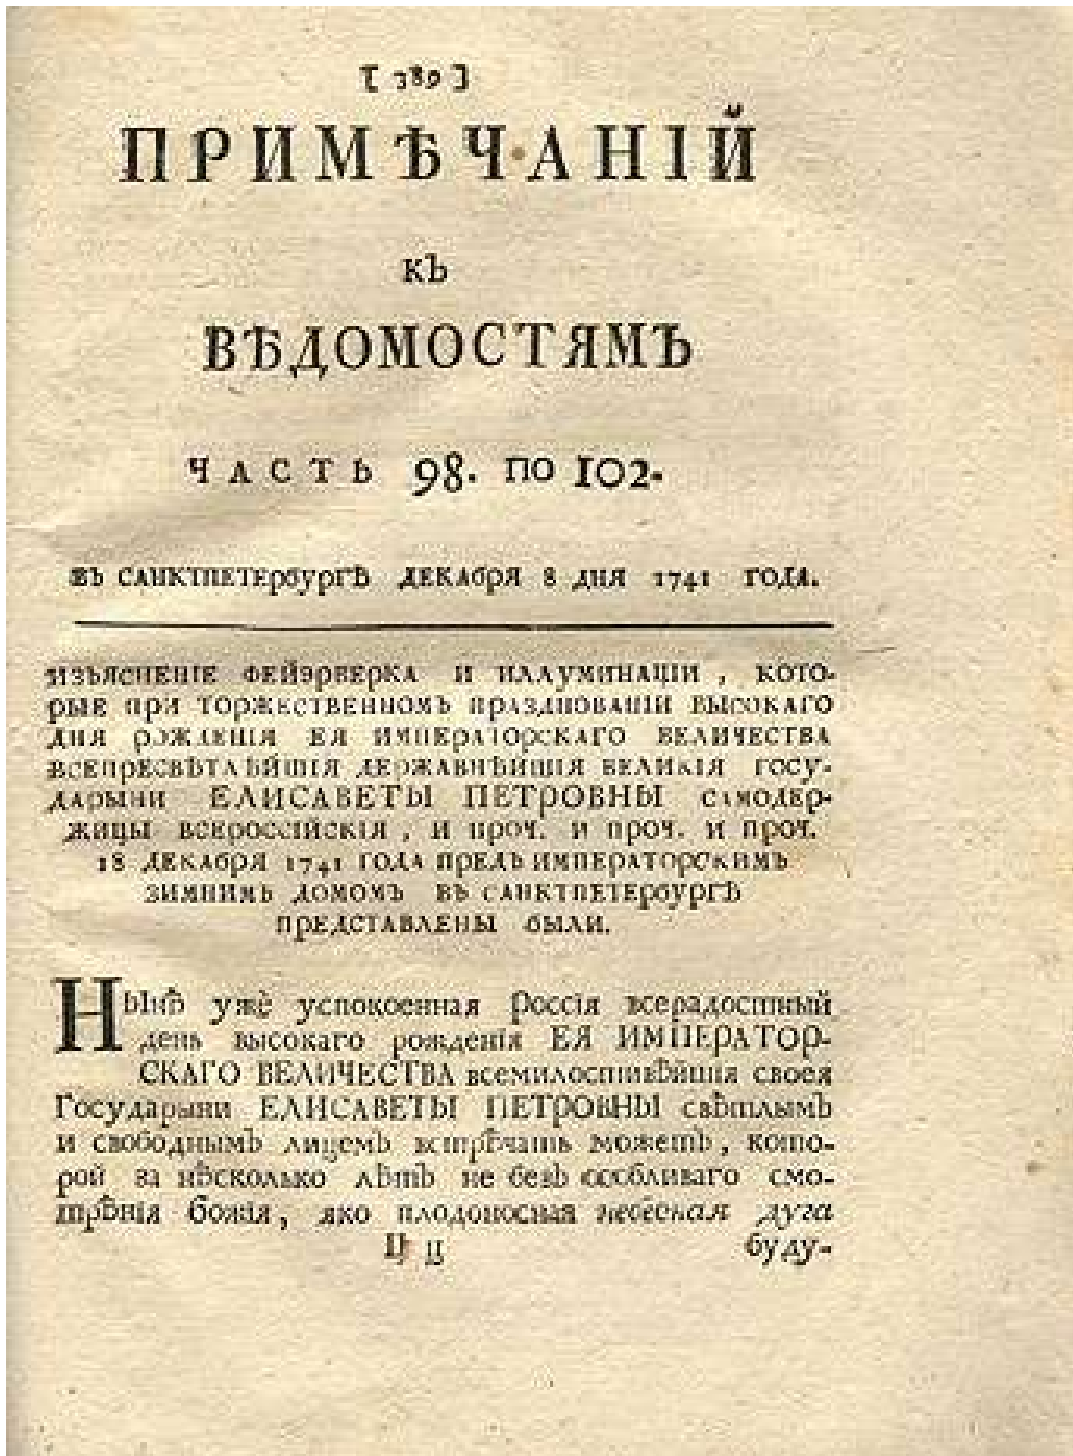 [ 389 ]
ПРИМѢЧАНІЙ
КЪ
ВѢДОМОСТЯМЪ
ЧАСТЬ 98. ПО 102.
ВЪ САНКТПЕТЕРбУРГѢ ДЕКАбРЯ 8 ДНЯ 1741 ГОДА.
ИЗЪЯСНЕНІЕ ФЕЙЭРВЕРКА И ИЛЛУМИНАЦІИ, КОТО-
РЫЕ ПРИ ТОРЖЕСТВЕННОМЪ ПРАЗДНОВАНІИ ВЫСОКАГО
ДНЯ РОЖДЕНІЯ ЕЯ ИМПЕРАТОРСКАГО ВЕЛИЧЕСТВА
ВСЕПРЕСВѢТЛѢЙШІЯ ДЕРЖАВНѢЙШІЯ ВЕЛИКІЯ ГОСУ-
ДАРЫНИ ЕЛИСАВЕТЫ ПЕТРОВНЫ САМОДЕР-
ЖИЦЫ ВСЕРОССІЙСКІЯ, И ПРОЧ. И ПРОЧ. И ПРОЧ.
18 ДЕКАбРЯ 1741 ГОДА ПРЕДЪ ИМПЕРАТОРСКИМЪ
ЗИМНИМЪ ДОМОМЪ ВЪ САНКТПЕТЕРбУРГѢ
ПРЕДСТАВЛЕНЫ бЫЛИ.
Нынѣ уже успокоенная Россія всерадостный
день высокаго рожденія ЕЯ ИМПЕРАТОР-
СКАГО ВЕЛИЧЕСТВА всемилостивѣйшія своея
Государыни ЕЛИСАВЕТЫ ПЕТРОВНЫ свѣтлымъ
и свободнымъ лицемъ встрѣчать можетъ, кото-
рой за нѣсколько лѣтъ не безъ особливаго смо-
трѣнія божія, яко плодоносная небесная дуга
Ц ц буду-